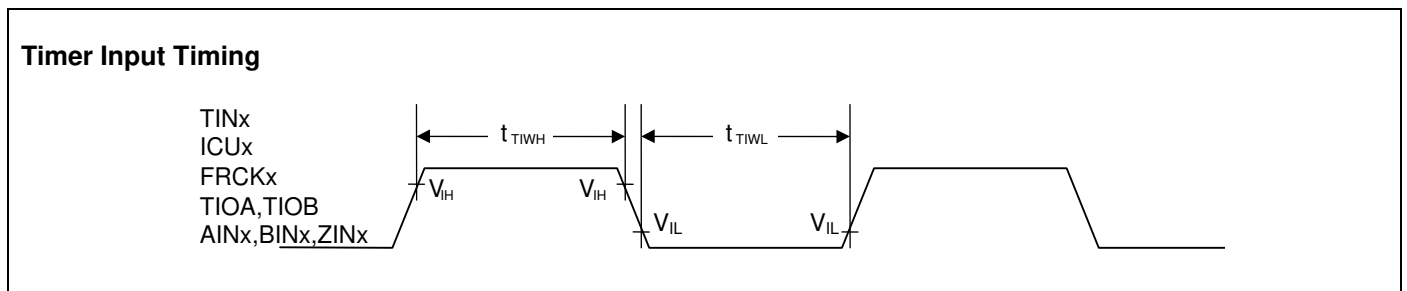 Timer Input Timing
TINx
ICUx
FRCKx
TIOA,TIOB
AINx,BINx,ZINx
tTIWH
tTIWL
VIH
VIH
VIL
VIL